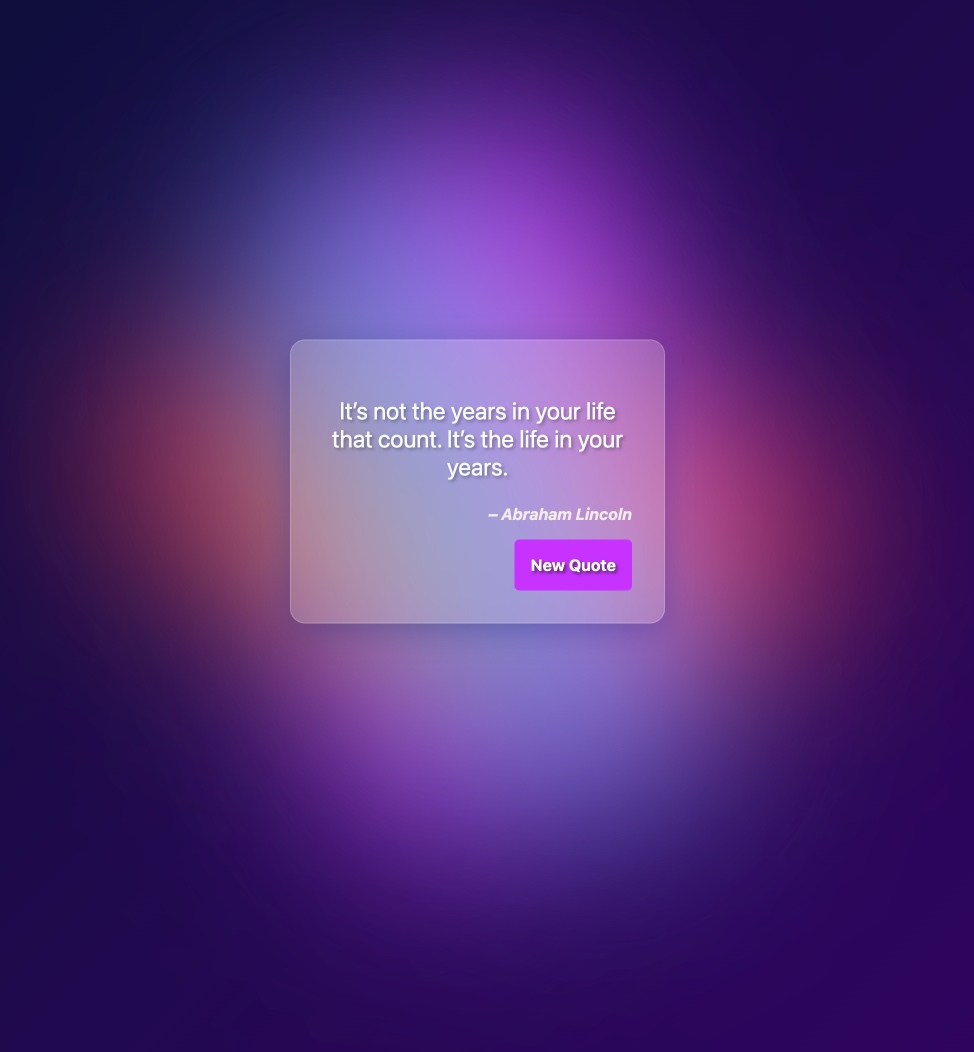 It’s not the years in your life
that count. It’s the life in your
years.
– Abraham Lincoln
New Quote